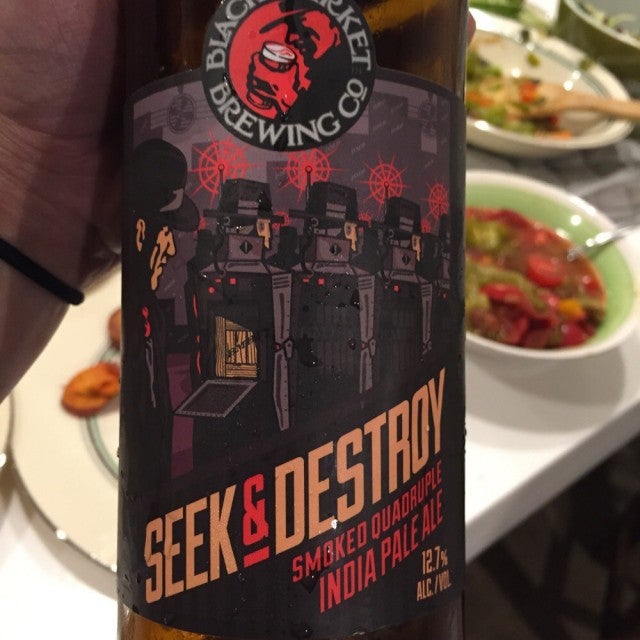 BLACK MARKET
BREWING CO
SEEK & DESTROY
SMOKED QUADRUPLE
INDIA PALE ALE
12.7%
ALC./VOL.